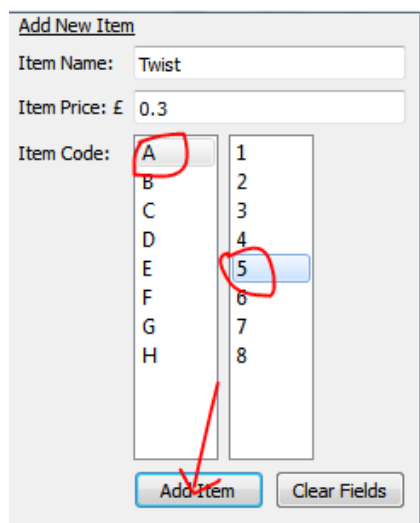 Add New Item
Item Name: Twist
Item Price: £ 0.3
Item Code: A 1
B 2
C 3
D 4
E 5
F 6
G 7
H 8
Add Item Clear Fields